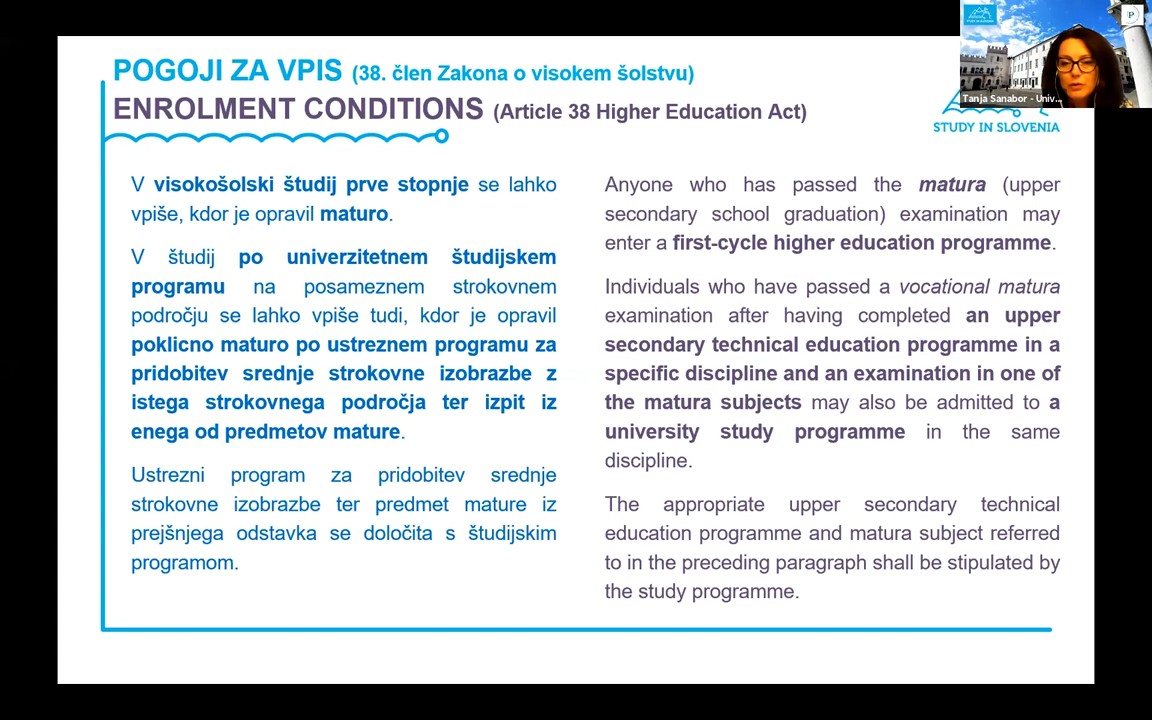 POGOJI ZA VPIS (38. člen Zakona o visokem šolstvu)
ENROLMENT CONDITIONS (Article 38 Higher Education Act)
Tanja Sanabor - Univ...
STUDY IN SLOVENIA
V visokošolski študij prve stopnje se lahko
vpiše, kdor je opravil maturo.
V študij po univerzitetnem študijskem
programu na posameznem strokovnem
področju se lahko vpiše tudi, kdor je opravil
poklicno maturo po ustreznem programu za
pridobitev srednje strokovne izobrazbe z
istega strokovnega področja ter izpit iz
enega od predmetov mature.
Ustrezni program za pridobitev srednje
strokovne izobrazbe ter predmet mature iz
prejšnjega odstavka se določita s študijskim
programom.
Anyone who has passed the matura (upper
secondary school graduation) examination may
enter a first-cycle higher education programme.
Individuals who have passed a vocational matura
examination after having completed an upper
secondary technical education programme in a
specific discipline and an examination in one of
the matura subjects may also be admitted to a
university study programme in the same
discipline.
The appropriate upper secondary technical
education programme and matura subject referred
to in the preceding paragraph shall be stipulated by
the study programme.